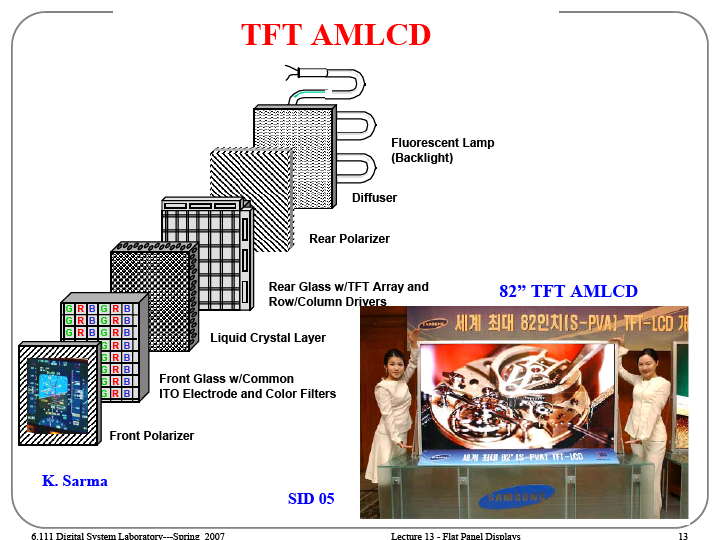 TFT AMLCD
Fluorescent Lamp
(Backlight)
Diffuser
Rear Polarizer
Rear Glass w/TFT Array and
Row/Column Drivers
Liquid Crystal Layer
Front Glass w/Common
ITO Electrode and Color Filters
Front Polarizer
G R B G R B
G R B G R B
G R B G R B
G R B
G R B
G R B
G R B
G R B
K. Sarma
SID 05
82” TFT AMLCD
SAMSUNG 세계 최대 82인치(S-PVA) TFT-LCD 개
세계 최대 82" (S-PVA) TFT-LCD
SAMSUNG
6.111 Digital System Laboratory---Spring 2007
Lecture 13 - Flat Panel Displays
13